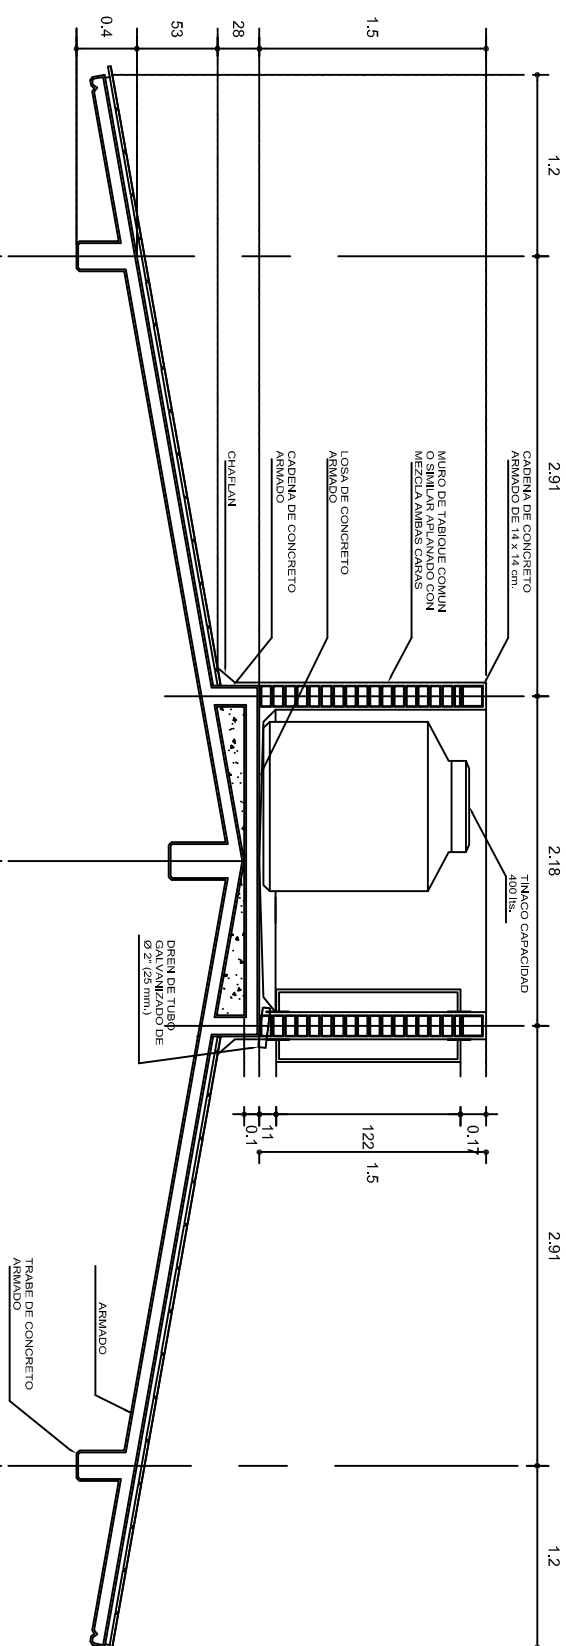 1.2
2.91
2.18
2.91
1.2
1.5
28
53
0.4
CADENA DE CONCRETO
ARMADO DE 14 x 14 cm.
MURO DE TABIQUE COMUN
O SIMILAR APLANADO CON
MEZCLA AMBAS CARAS
LOSA DE CONCRETO
ARMADO
CADENA DE CONCRETO
ARMADO
CHAFLAN
TINACO CAPACIDAD
400 lts.
DREN DE TUBO
GALVANIZADO DE
Ø 2" (25 mm.)
0.17
122
11
0.1
1.5
ARMADO
TRABE DE CONCRETO
ARMADO